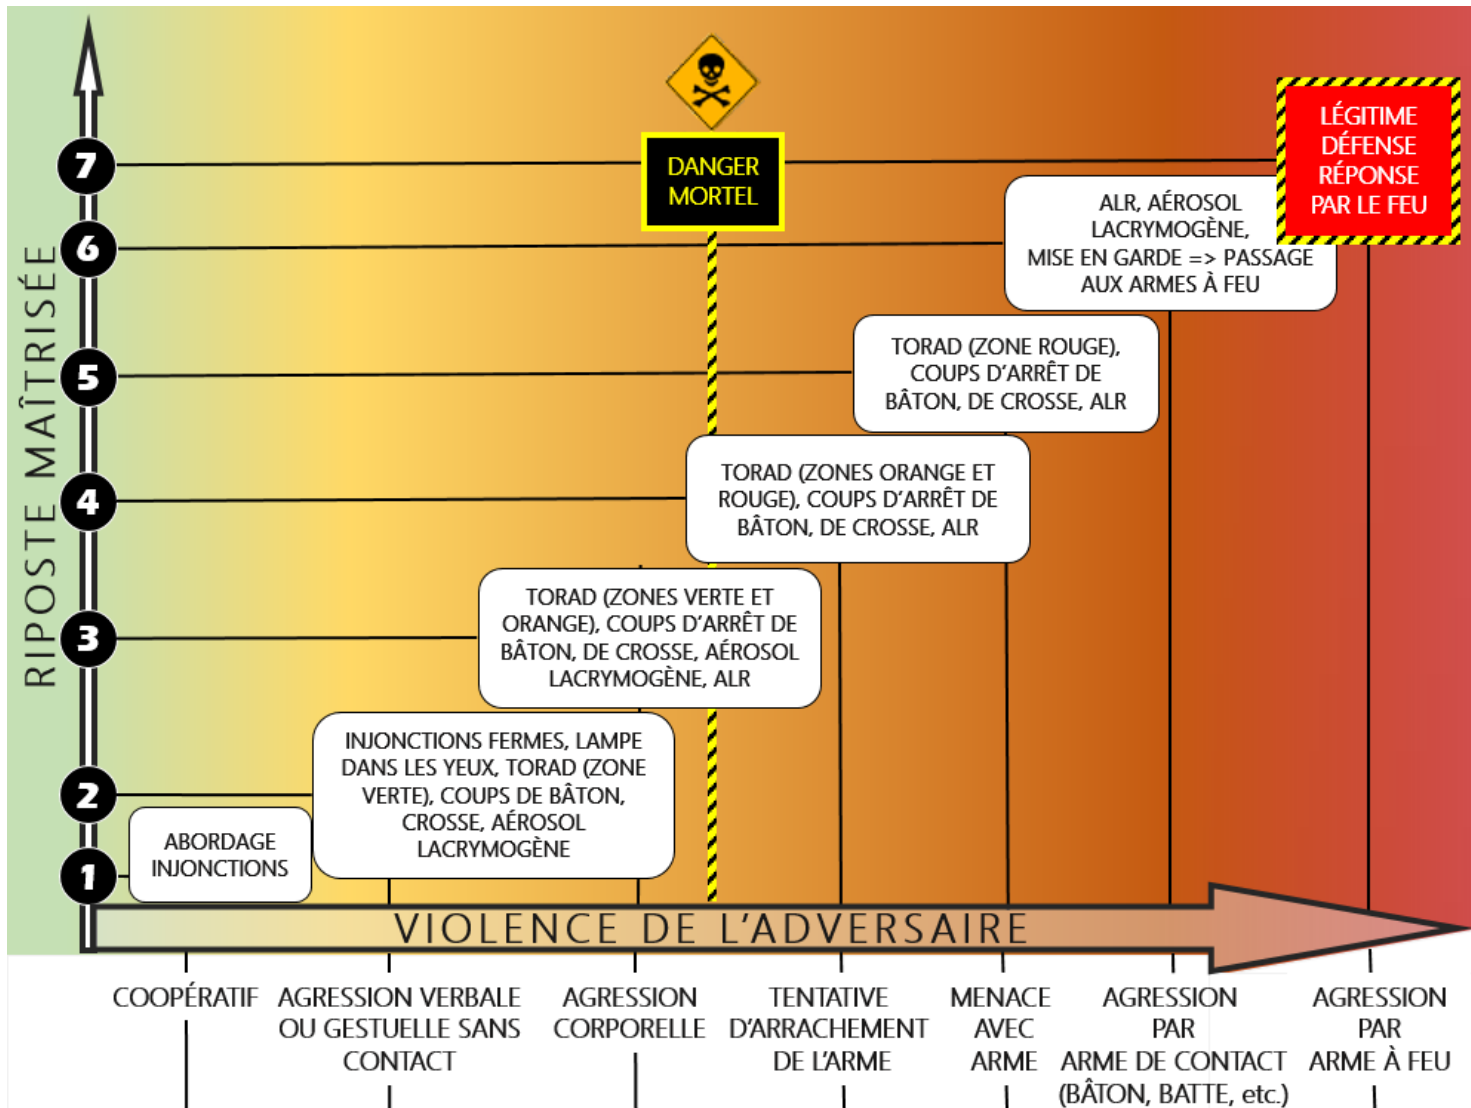 7
6
5
4
3
2
1
RIPOSTE MAÎTRISÉE
DANGER
MORTEL
LÉGITIME
DÉFENSE
RÉPONSE
PAR LE FEU
ALR, AÉROSOL
LACRYMOGÈNE,
MISE EN GARDE => PASSAGE
AUX ARMES À FEU
TORAD (ZONE ROUGE),
COUPS D'ARRÊT DE
BÂTON, DE CROSSE, ALR
TORAD (ZONES ORANGE ET
ROUGE), COUPS D'ARRÊT DE
BÂTON, DE CROSSE, ALR
TORAD (ZONES VERTE ET
ORANGE), COUPS D'ARRÊT DE
BÂTON, DE CROSSE, AÉROSOL
LACRYMOGÈNE, ALR
INJONCTIONS FERMES, LAMPE
DANS LES YEUX, TORAD (ZONE
VERTE), COUPS DE BÂTON,
CROSSE, AÉROSOL
LACRYMOGÈNE
ABORDAGE
INJONCTIONS
VIOLENCE DE L'ADVERSAIRE
COOPÉRATIF
AGRESSION VERBALE
OU GESTUELLE SANS
CONTACT
AGRESSION
CORPORELLE
TENTATIVE
D'ARRACHEMENT
DE L'ARME
MENACE
AVEC
ARME
AGRESSION
PAR
ARME DE CONTACT
(BÂTON, BATTE, etc.)
AGRESSION
PAR
ARME À FEU